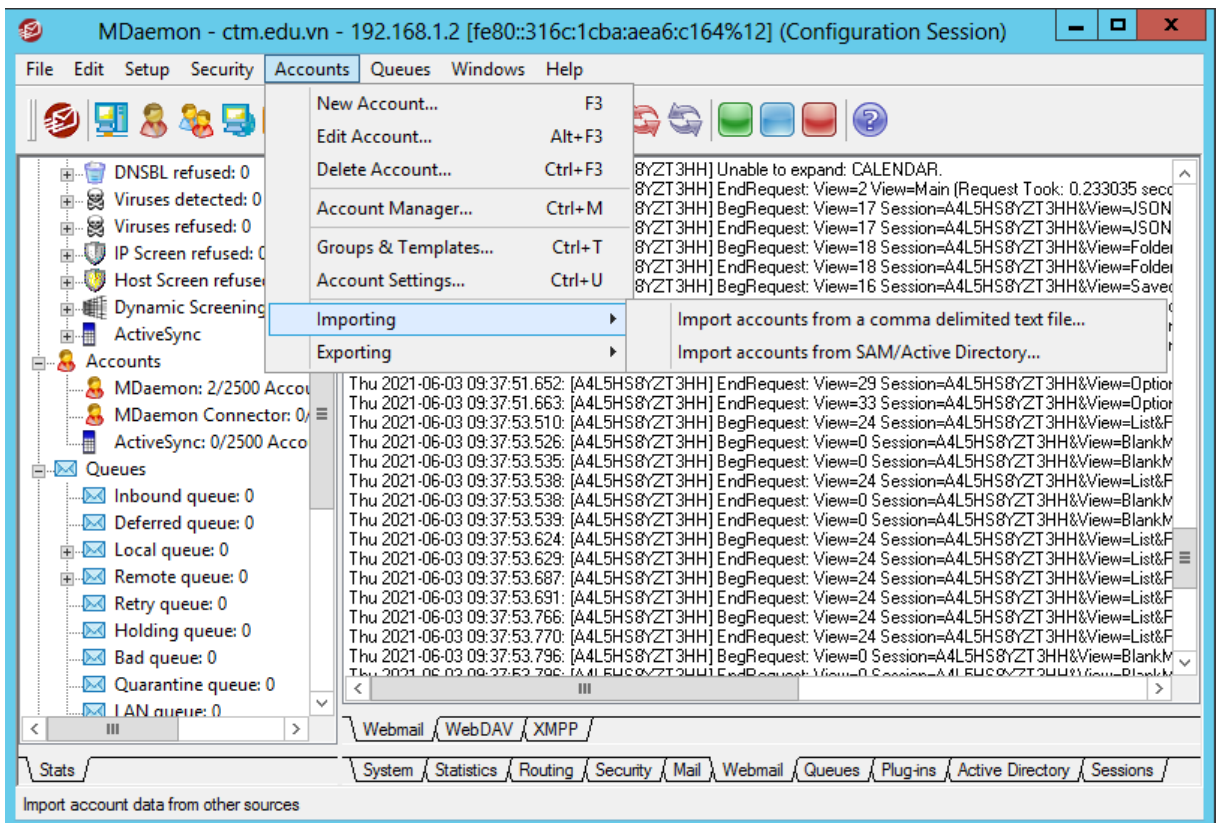 MDaemon - ctm.edu.vn - 192.168.1.2 [fe80::316c:1cba:aea6:c164%12] (Configuration Session)
File Edit Setup Security Accounts Queues Windows Help
New Account... F3
Edit Account... Alt+F3
Delete Account... Ctrl+F3
Account Manager... Ctrl+M
Groups & Templates... Ctrl+T
Account Settings... Ctrl+U
Importing
Exporting
Import accounts from a comma delimited text file...
Import accounts from SAM/Active Directory...
DNSBL refused: 0
Viruses detected: 0
Viruses refused: 0
IP Screen refused:
Host Screen refuse
Dynamic Screening
ActiveSync
Accounts
MDaemon: 2/2500 Accou
MDaemon Connector: 0/
ActiveSync: 0/2500 Acco
Queues
Inbound queue: 0
Deferred queue: 0
Local queue: 0
Remote queue: 0
Retry queue: 0
Holding queue: 0
Bad queue: 0
Quarantine queue: 0
LAN queue: 0
8YZT3HH] Unable to expand: CALENDAR.
8YZT3HH] EndRequest: View=2 View=Main (Request Took: 0.233035 seco
8YZT3HH] BegRequest: View=17 Session=A4L5HS8YZT3HH&View=JSON
8YZT3HH] EndRequest: View=17 Session=A4L5HS8YZT3HH&View=JSON
8YZT3HH] BegRequest: View=18 Session=A4L5HS8YZT3HH&View=Folder
8YZT3HH] EndRequest: View=18 Session=A4L5HS8YZT3HH&View=Folder
8YZT3HH] BegRequest: View=16 Session=A4L5HS8YZT3HH&View=Saved
Thu 2021-06-03 09:37:51.652: [A4L5HS8YZT3HH] EndRequest: View=29 Session=A4L5HS8YZT3HH&View=Option
Thu 2021-06-03 09:37:51.663: [A4L5HS8YZT3HH] EndRequest: View=33 Session=A4L5HS8YZT3HH&View=Option
Thu 2021-06-03 09:37:53.510: [A4L5HS8YZT3HH] BegRequest: View=24 Session=A4L5HS8YZT3HH&View=List&F
Thu 2021-06-03 09:37:53.526: [A4L5HS8YZT3HH] BegRequest: View=0 Session=A4L5HS8YZT3HH&View=BlankM
Thu 2021-06-03 09:37:53.535: [A4L5HS8YZT3HH] BegRequest: View=0 Session=A4L5HS8YZT3HH&View=BlankM
Thu 2021-06-03 09:37:53.538: [A4L5HS8YZT3HH] EndRequest: View=24 Session=A4L5HS8YZT3HH&View=List&F
Thu 2021-06-03 09:37:53.538: [A4L5HS8YZT3HH] EndRequest: View=0 Session=A4L5HS8YZT3HH&View=BlankM
Thu 2021-06-03 09:37:53.539: [A4L5HS8YZT3HH] EndRequest: View=0 Session=A4L5HS8YZT3HH&View=BlankM
Thu 2021-06-03 09:37:53.624: [A4L5HS8YZT3HH] BegRequest: View=24 Session=A4L5HS8YZT3HH&View=List&F
Thu 2021-06-03 09:37:53.629: [A4L5HS8YZT3HH] EndRequest: View=24 Session=A4L5HS8YZT3HH&View=List&F
Thu 2021-06-03 09:37:53.687: [A4L5HS8YZT3HH] BegRequest: View=24 Session=A4L5HS8YZT3HH&View=List&F
Thu 2021-06-03 09:37:53.691: [A4L5HS8YZT3HH] EndRequest: View=24 Session=A4L5HS8YZT3HH&View=List&F
Thu 2021-06-03 09:37:53.766: [A4L5HS8YZT3HH] BegRequest: View=24 Session=A4L5HS8YZT3HH&View=List&F
Thu 2021-06-03 09:37:53.770: [A4L5HS8YZT3HH] EndRequest: View=24 Session=A4L5HS8YZT3HH&View=List&F
Thu 2021-06-03 09:37:53.796: [A4L5HS8YZT3HH] BegRequest: View=0 Session=A4L5HS8YZT3HH&View=BlankM
Thu 2021-06-03 09:37:53.796: [A4L5HS8YZT3HH] EndRequest: View=0 Session=A4L5HS8YZT3HH&View=BlankM
Webmail WebDAV XMPP
Stats
System Statistics Routing Security Mail Webmail Queues Plug-ins Active Directory Sessions
Import account data from other sources